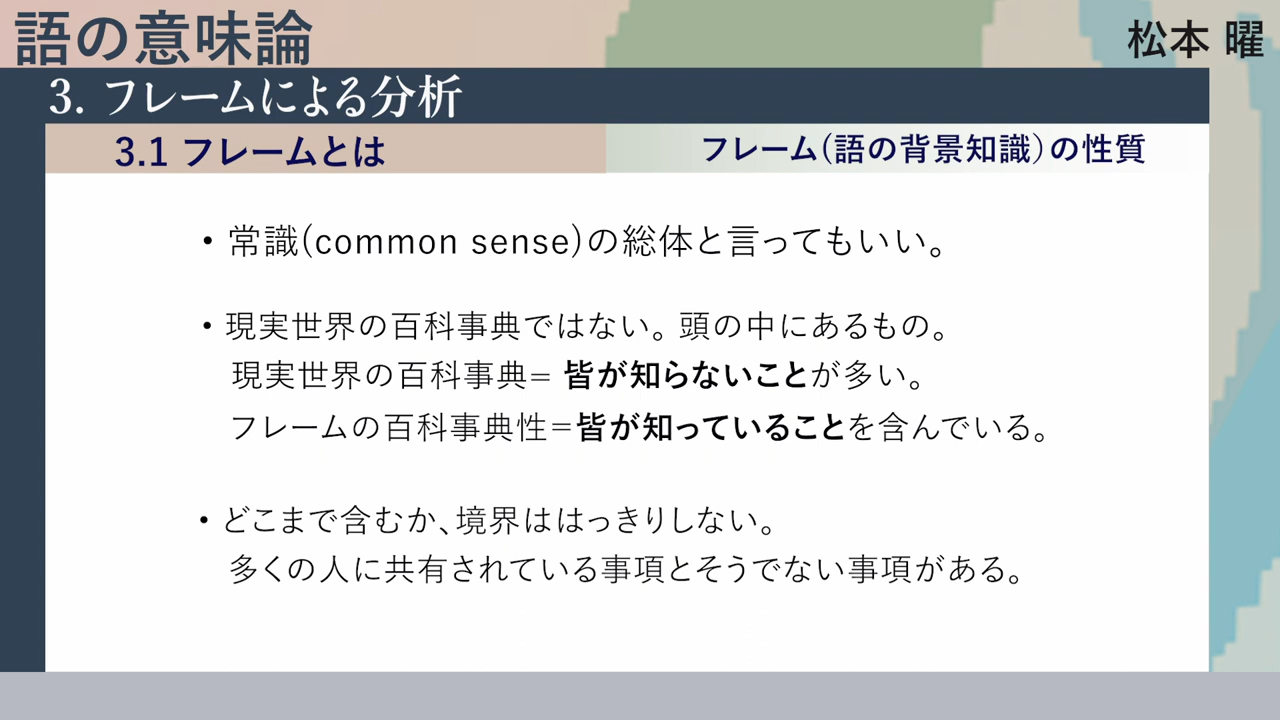 語の意味論
松本 曜
3. フレームによる分析
3.1 フレームとは
フレーム(語の背景知識)の性質
・常識(common sense)の総体と言ってもいい。
・現実世界の百科事典ではない。頭の中にあるもの。
現実世界の百科事典= 皆が知らないことが多い。
フレームの百科事典性=皆が知っていることを含んでいる。
・どこまで含むか、境界ははっきりしない。
多くの人に共有されている事項とそうでない事項がある。